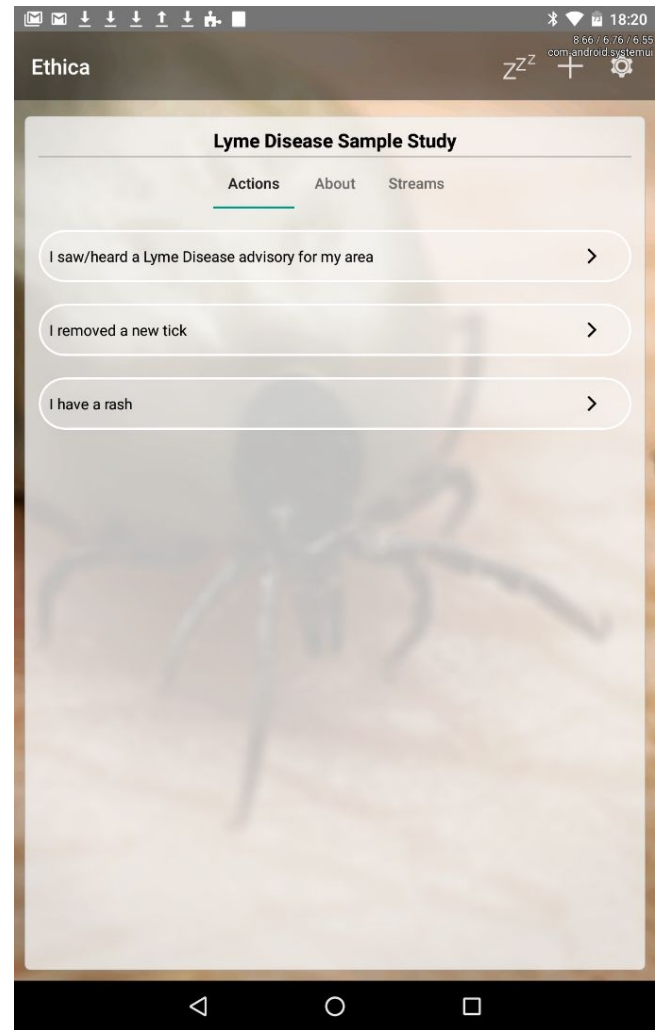 18:20
8.66 / 6.76 / 6.55
com.android.systemui
Ethica
zzz
Lyme Disease Sample Study
Actions About Streams
I saw/heard a Lyme Disease advisory for my area
I removed a new tick
I have a rash